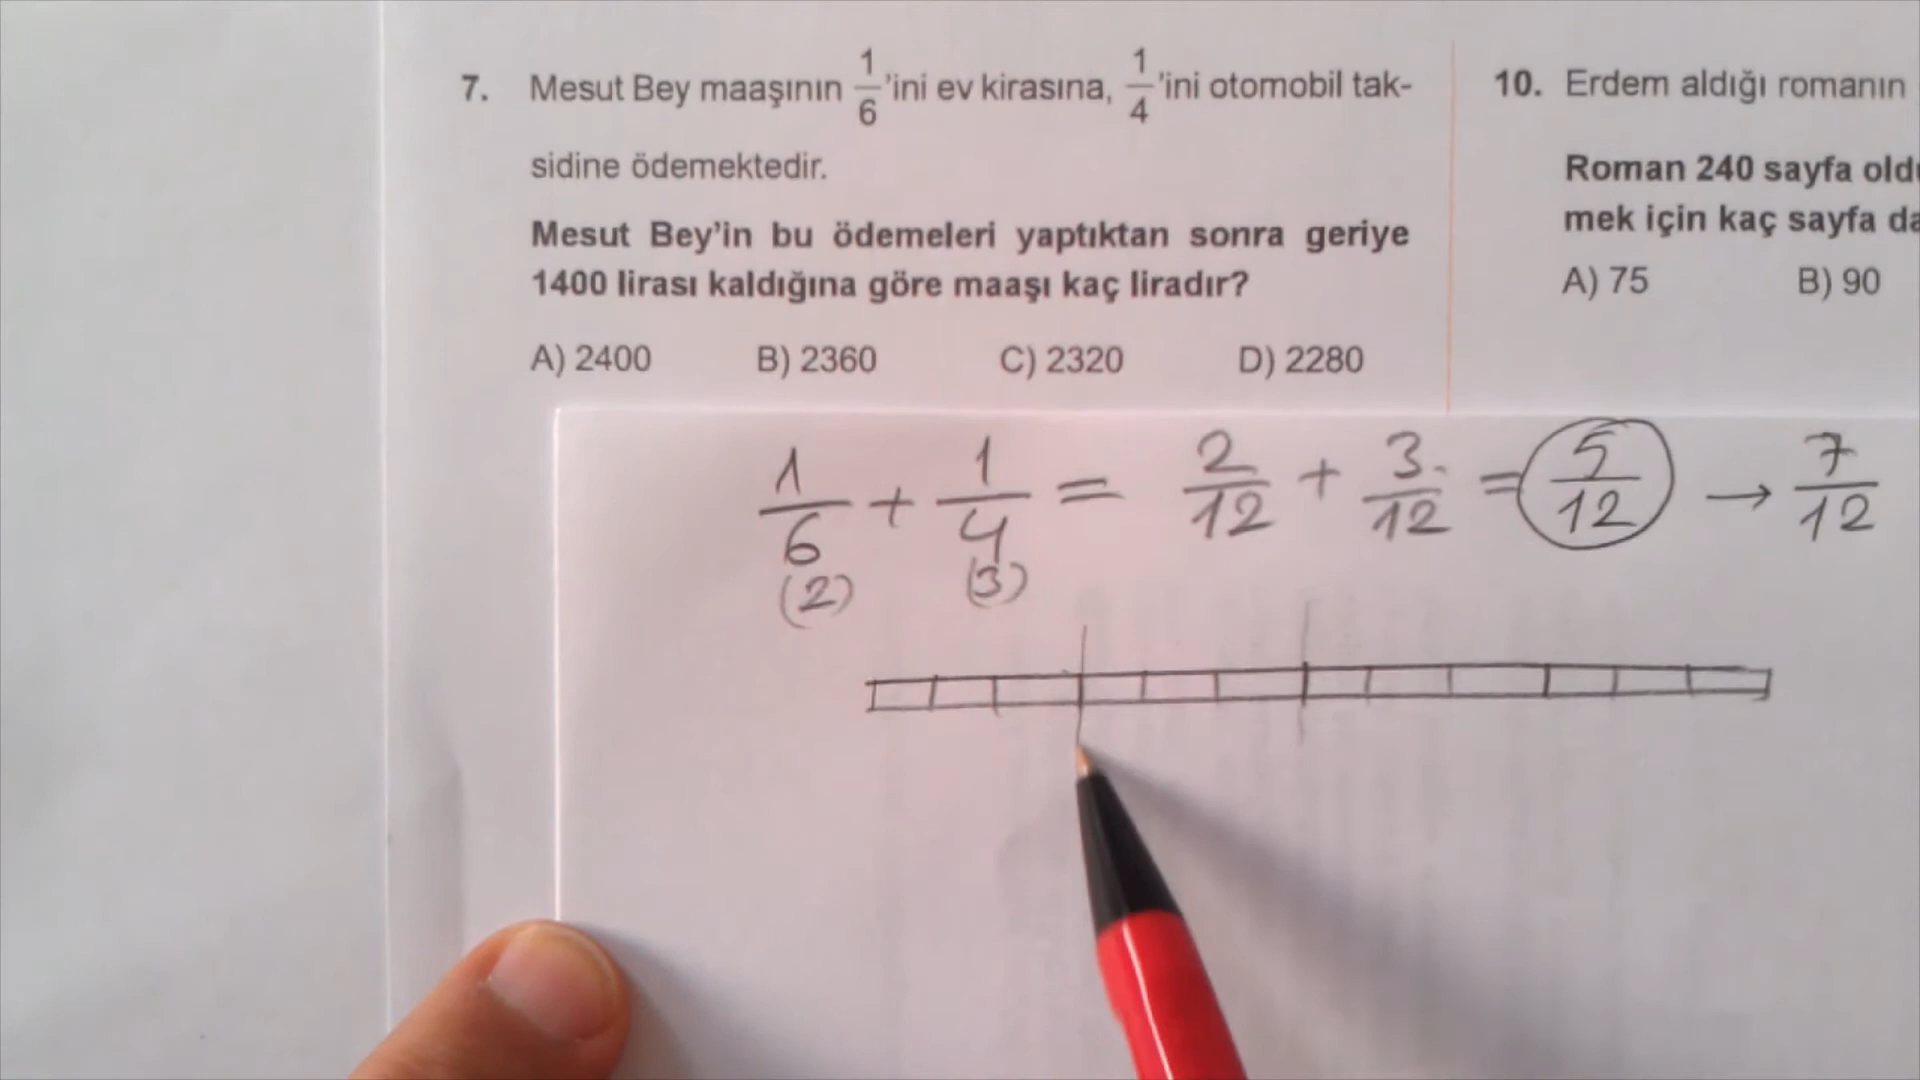 7. Mesut Bey maaşının 1/6 'ini ev kirasına, 1/4 'ini otomobil tak-
sidine ödemektedir.
Mesut Bey'in bu ödemeleri yaptıktan sonra geriye
1400 lirası kaldığına göre maaşı kaç liradır?
A) 2400 B) 2360 C) 2320 D) 2280
10. Erdem aldığı romanın
Roman 240 sayfa
mek için kaç sayfa
A) 75 B) 90
1/6 + 1/4 = 2/12 + 3/12 = 5/12 → 7/12
(2) (3)